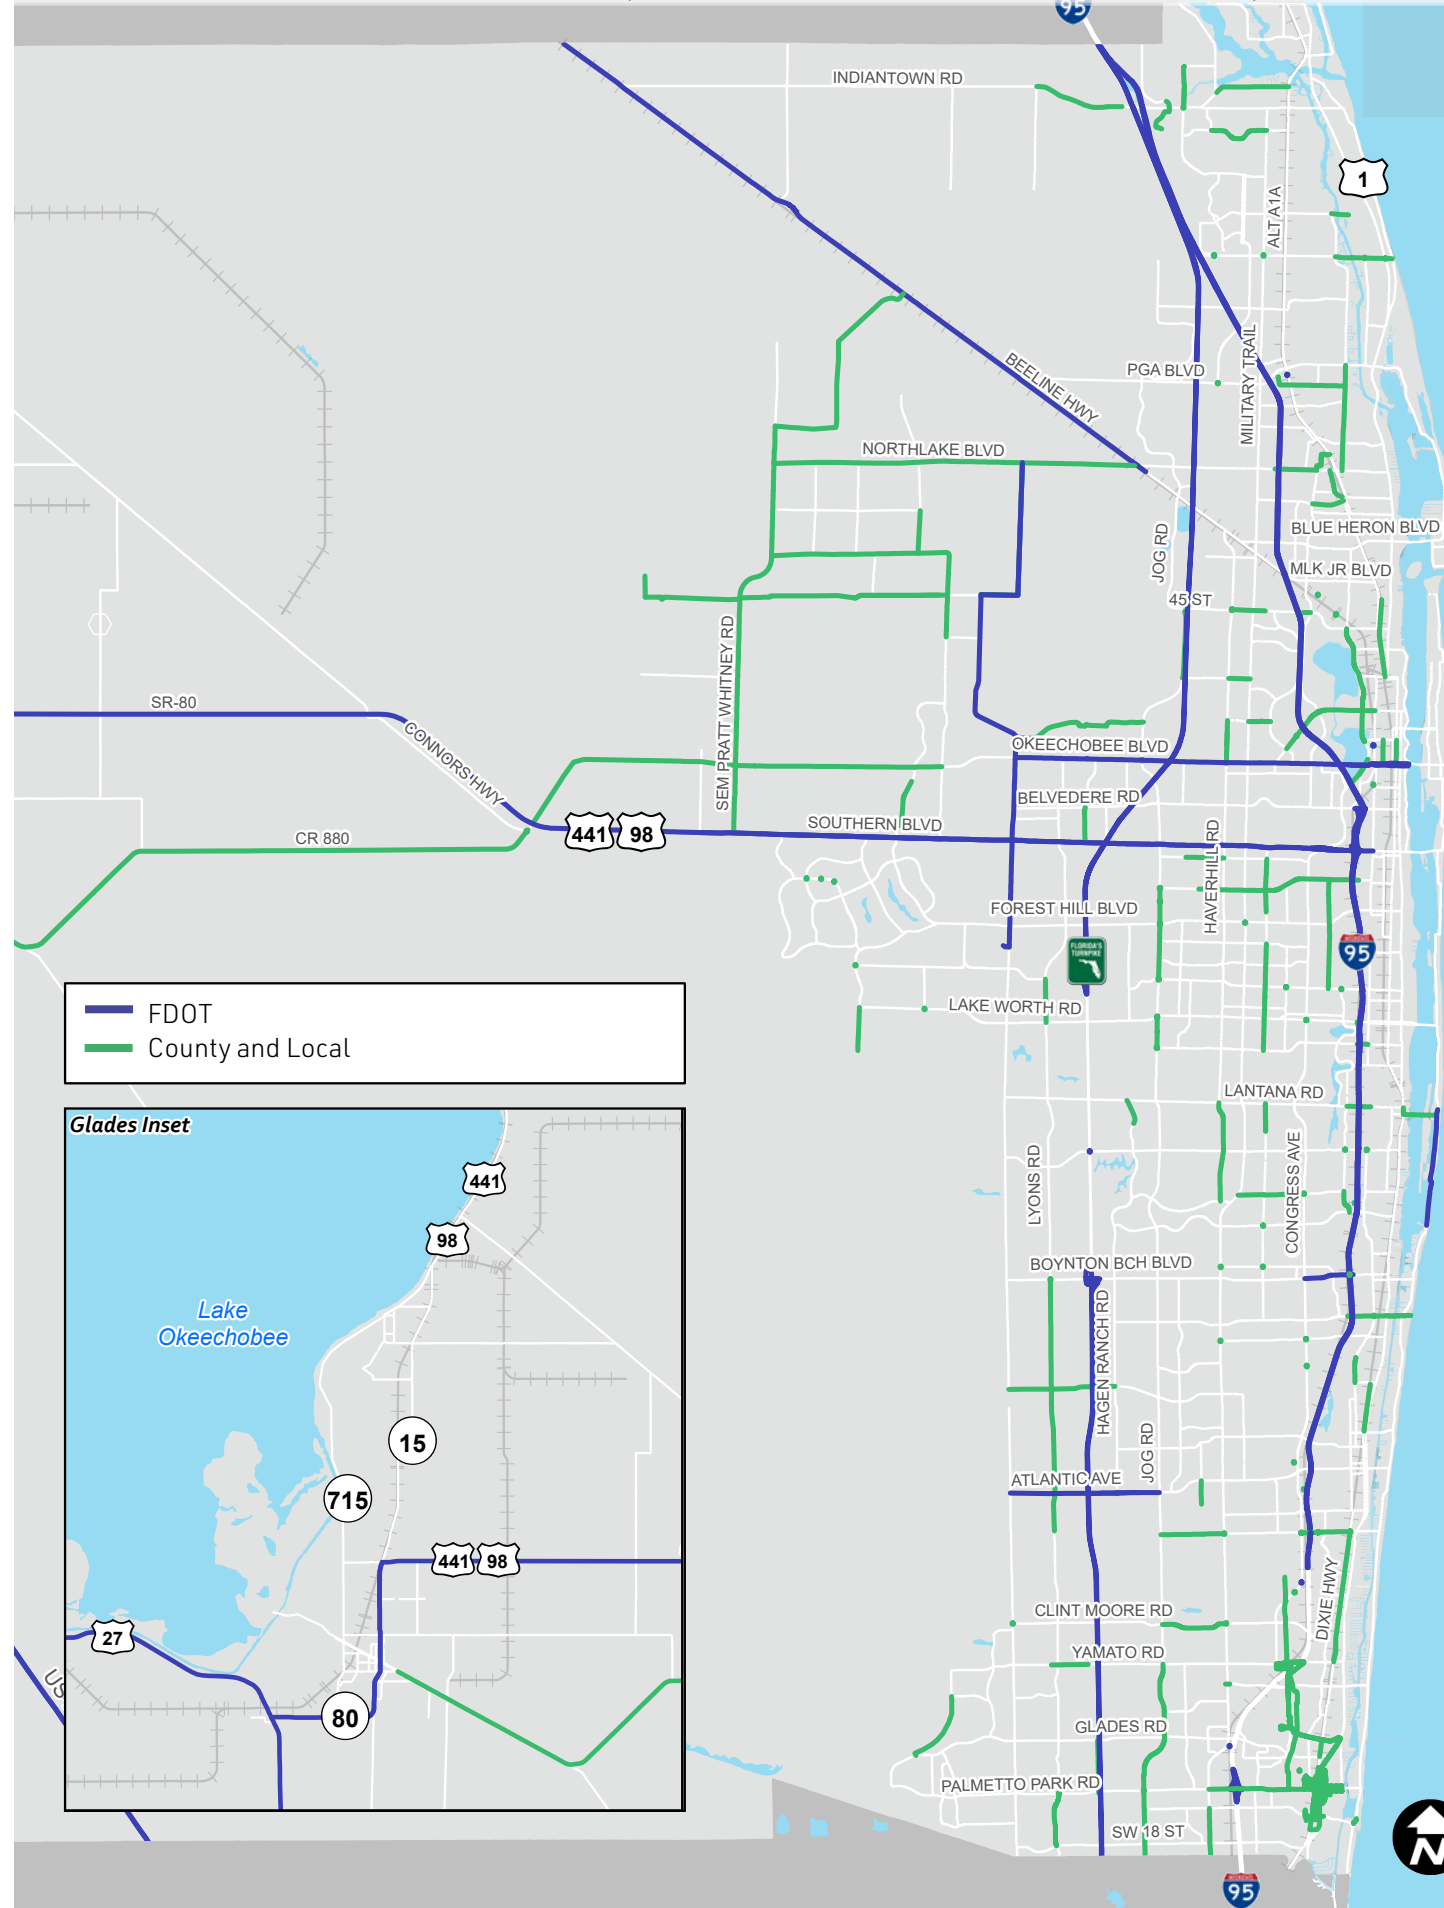 95
INDIANTOWN RD
1
ALT A1A
MILITARY TRAIL
BEELINE HWY
PGA BLVD
NORTHLAKE BLVD
BLUE HERON BLVD
JOG RD
MLK JR BLVD
45 ST
SEM PRATT WHITNEY RD
SR-80
CONNORS HWY
OKEECHOBEE BLVD
BELVEDERE RD
441 98
SOUTHERN BLVD
CR 880
HAVERHILL RD
FOREST HILL BLVD
FLORIDA'S
TURNPIKE
95
LAKE WORTH RD
FDOT
County and Local
LANTANA RD
LYONS RD
CONGRESS AVE
BOYNTON BCH BLVD
HAGEN RANCH RD
JOG RD
ATLANTIC AVE
DIXIE HWY
CLINT MOORE RD
YAMATO RD
GLADES RD
PALMETTO PARK RD
SW 18 ST
95
N
US
Glades Inset
441
98
Lake
Okeechobee
15
715
441 98
27
80